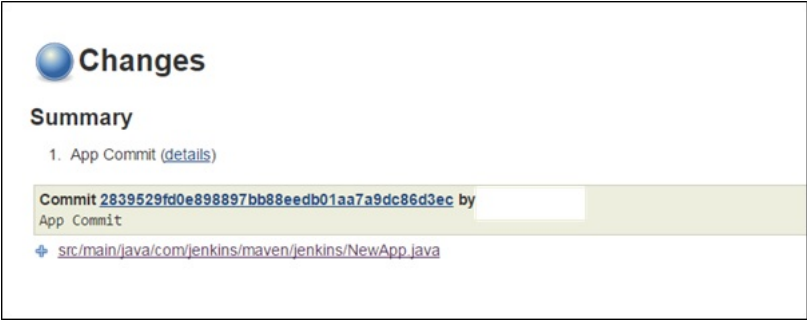 Changes
Summary
1. App Commit (details)
Commit 2839529fd0e898897bb88eedb01aa7a9dc86d3ec by
App Commit
src/main/java/com/jenkins/maven/jenkins/NewApp.java